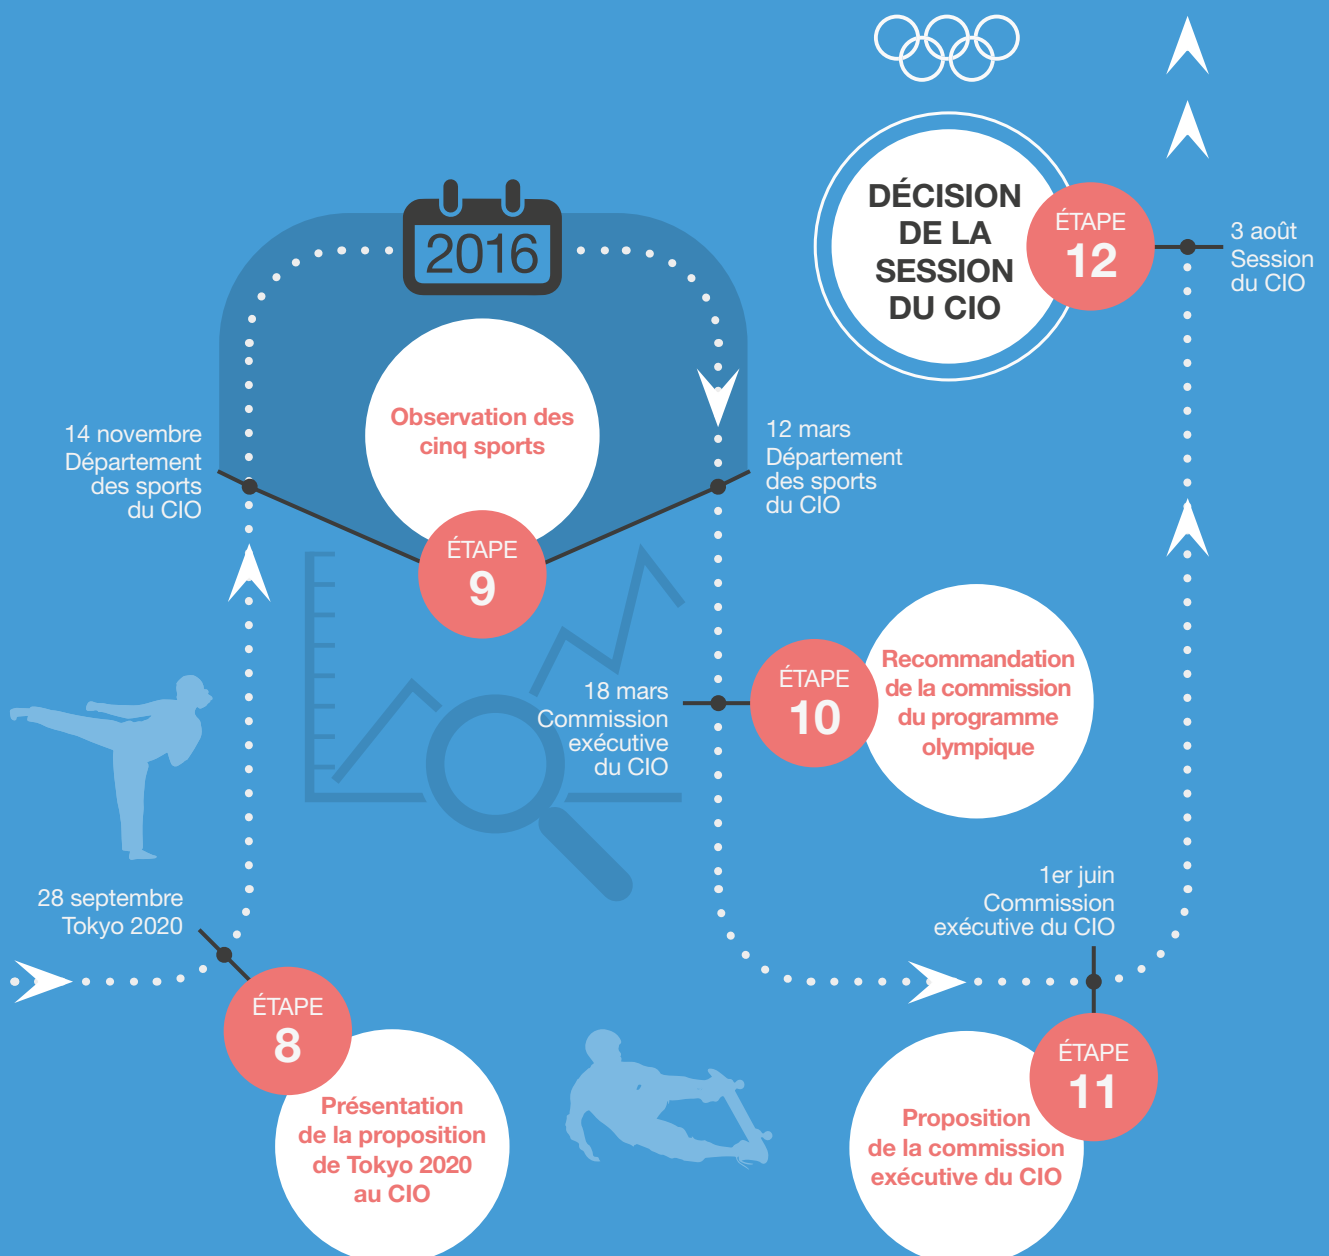 28 septembre
Tokyo 2020
ÉTAPE
8
Présentation
de la proposition
de Tokyo 2020
au CIO
14 novembre
Département
des sports
du CIO
2016
Observation des
cinq sports
ÉTAPE
9
12 mars
Département
des sports
du CIO
18 mars
Commission
exécutive
du CIO
ÉTAPE
10
Recommandation
de la commission
du programme
olympique
1er juin
Commission
exécutive du CIO
ÉTAPE
11
Proposition
de la commission
exécutive du CIO
DÉCISION
DE LA
SESSION
DU CIO
ÉTAPE
12
3 août
Session
du CIO